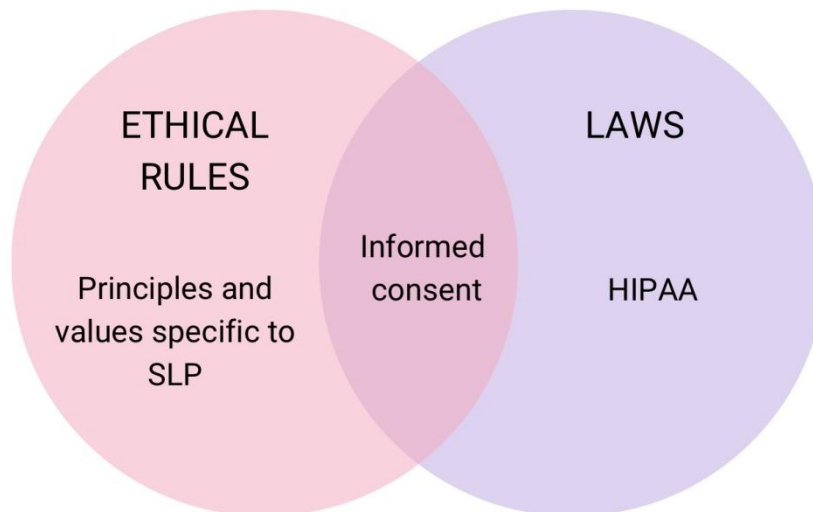 ETHICAL
RULES
Principles and
values specific to
SLP
Informed
consent
LAWS
HIPAA